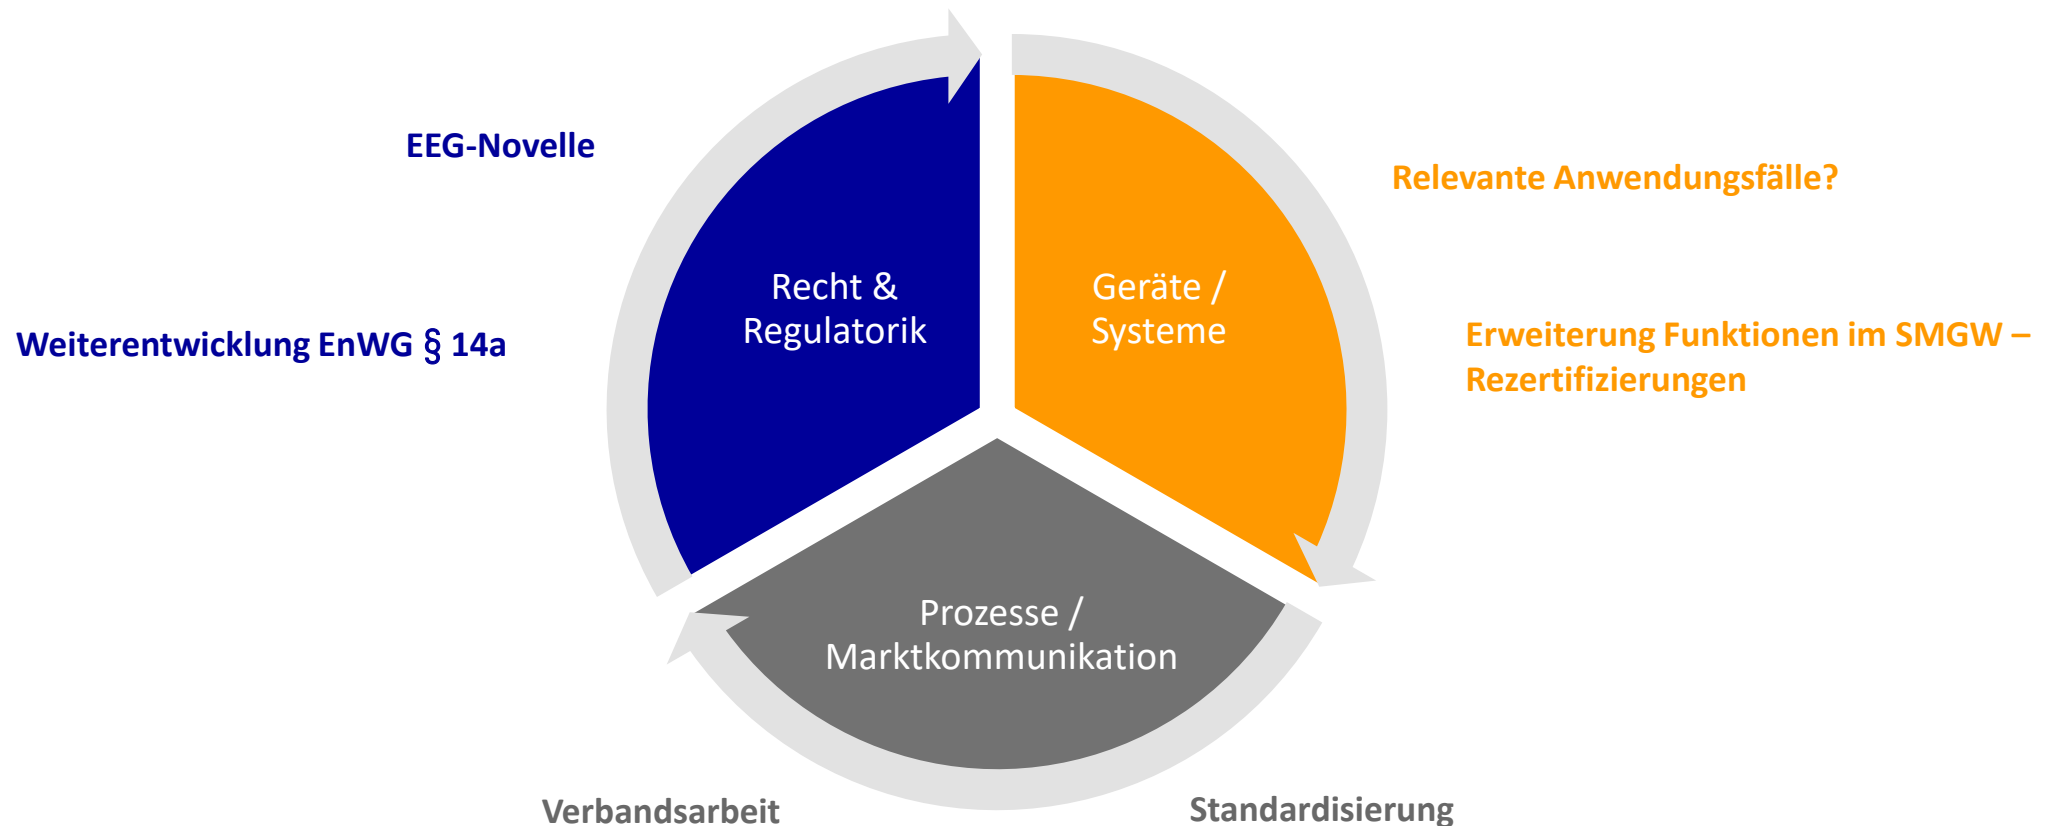 EEG-Novelle
Weiterentwicklung EnWG § 14a
Recht &
Regulatorik
Geräte /
Systeme
Relevante Anwendungsfälle?
Erweiterung Funktionen im SMGW –
Rezertifizierungen
Prozesse /
Marktkommunikation
Verbandsarbeit
Standardisierung